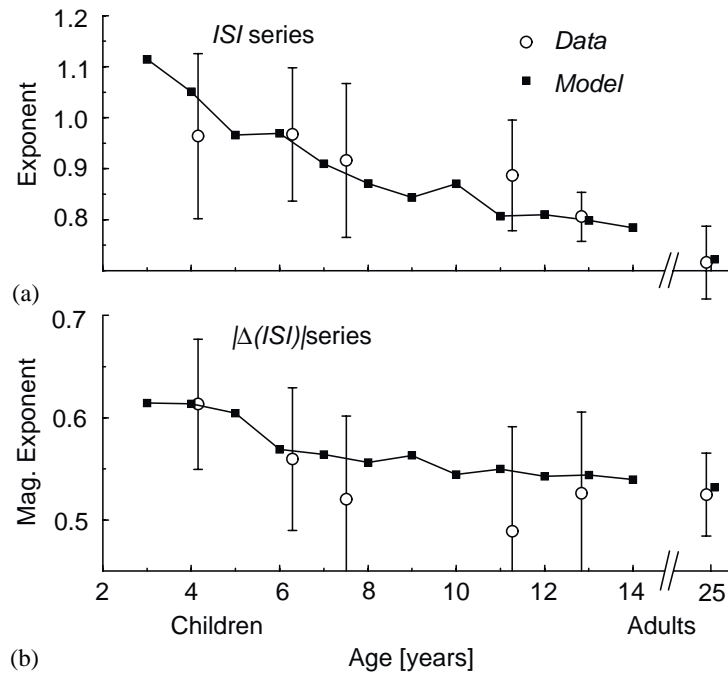 1.2
ISI series
Data
1.1
Model
1.0
Exponent
0.9
0.8
(a)
0.7
|Δ(ISI)|series
0.6
Mag. Exponent
0.5
2 4 6 8 10 12 14 25
Children Adults
(b) Age [years]